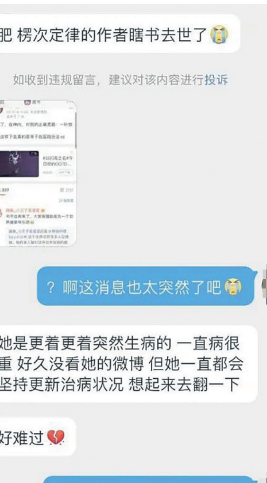 肥 楞次定律的作者瞎书去世了😭
如收到违规留言，建议对该内容进行投诉
？啊这消息也太突然了吧😭
她是更着更着突然生病的 一直病很
重 好久没看她的微博 但她一直都会
坚持更新治病状况 想起来去翻一下
好难过💔